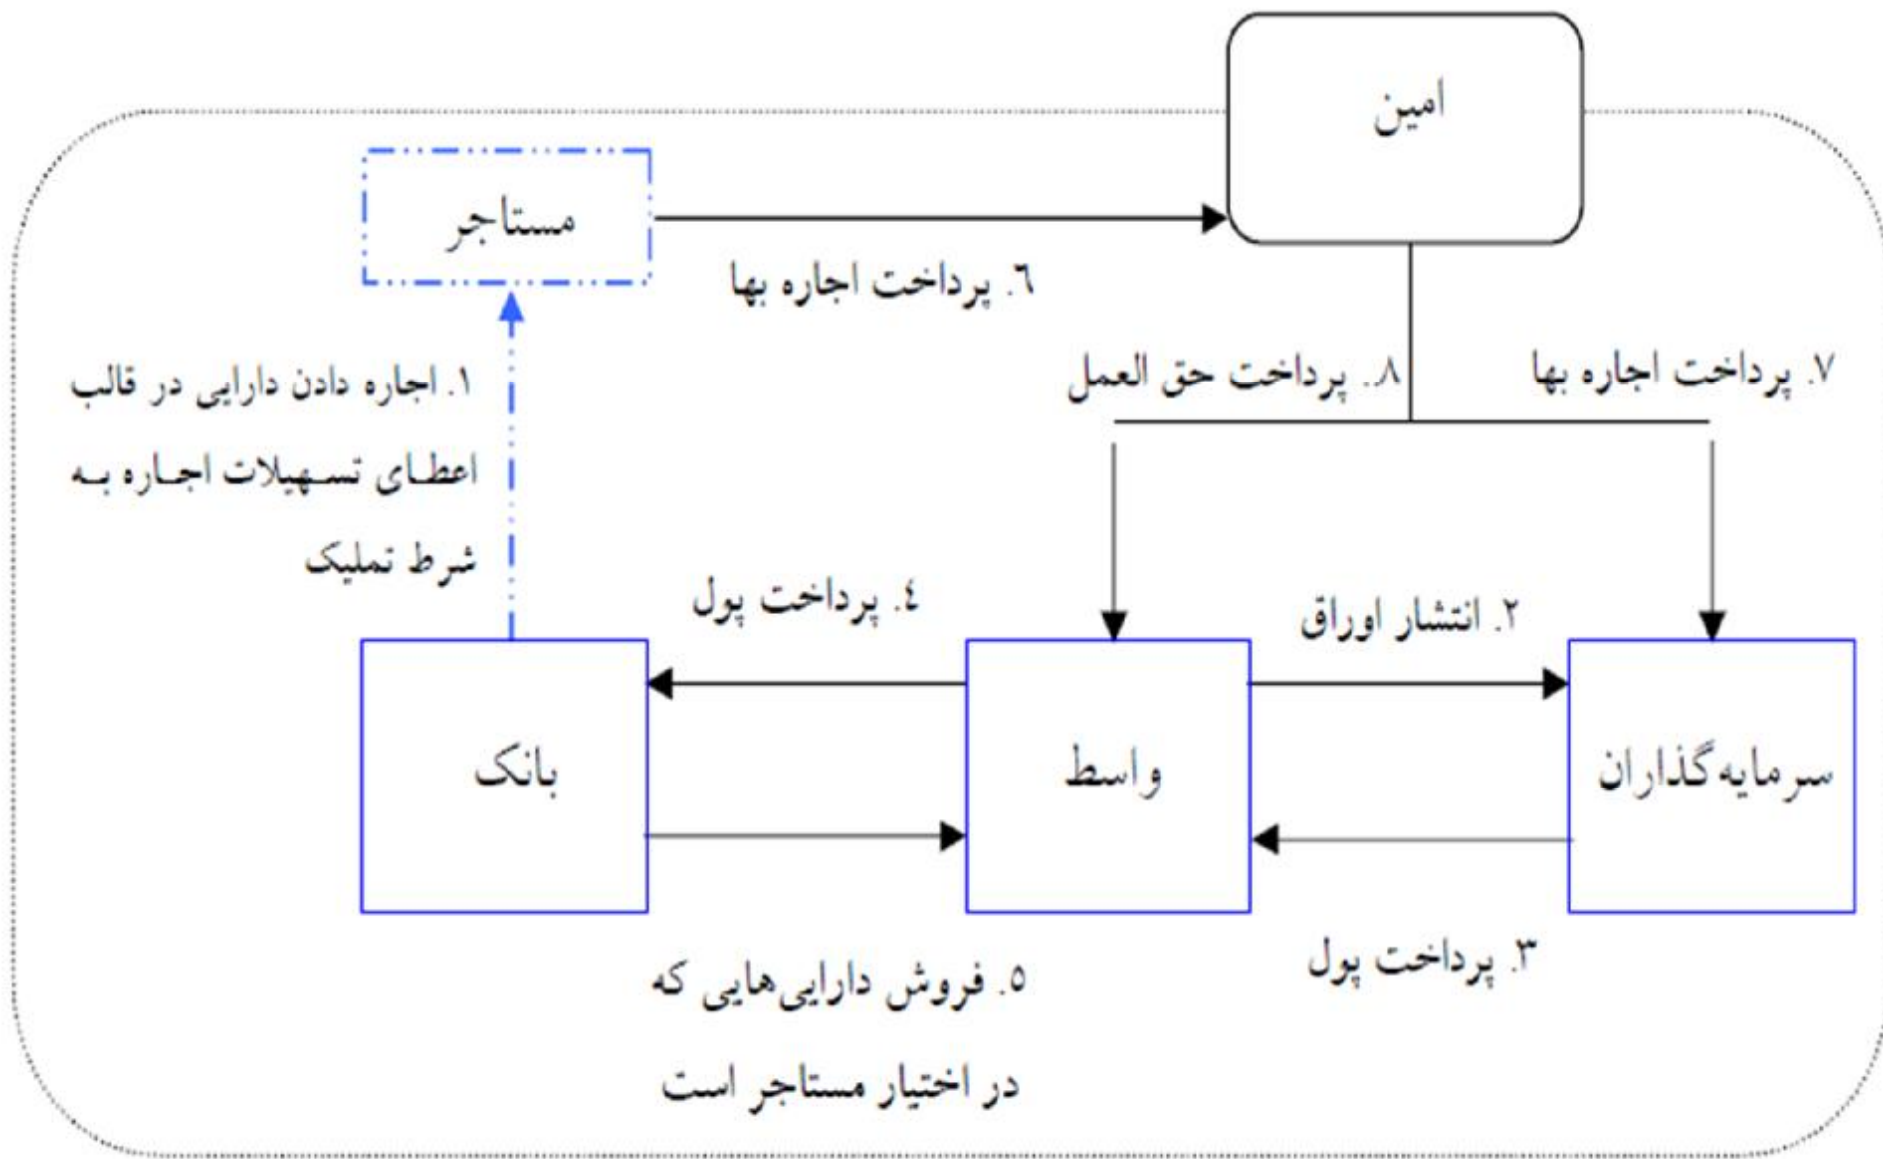 امین
مستاجر
۶. پرداخت اجاره بها
۷. پرداخت اجاره بها
۸. پرداخت حق العمل
۱. اجاره دادن دارایی در قالب
اعطای تسهیلات اجاره به
شرط تملیک
۲. انتشار اوراق
۴. پرداخت پول
سرمایه‌گذاران
واسط
بانک
۳. پرداخت پول
۵. فروش دارایی‌هایی که
در اختیار مستاجر است